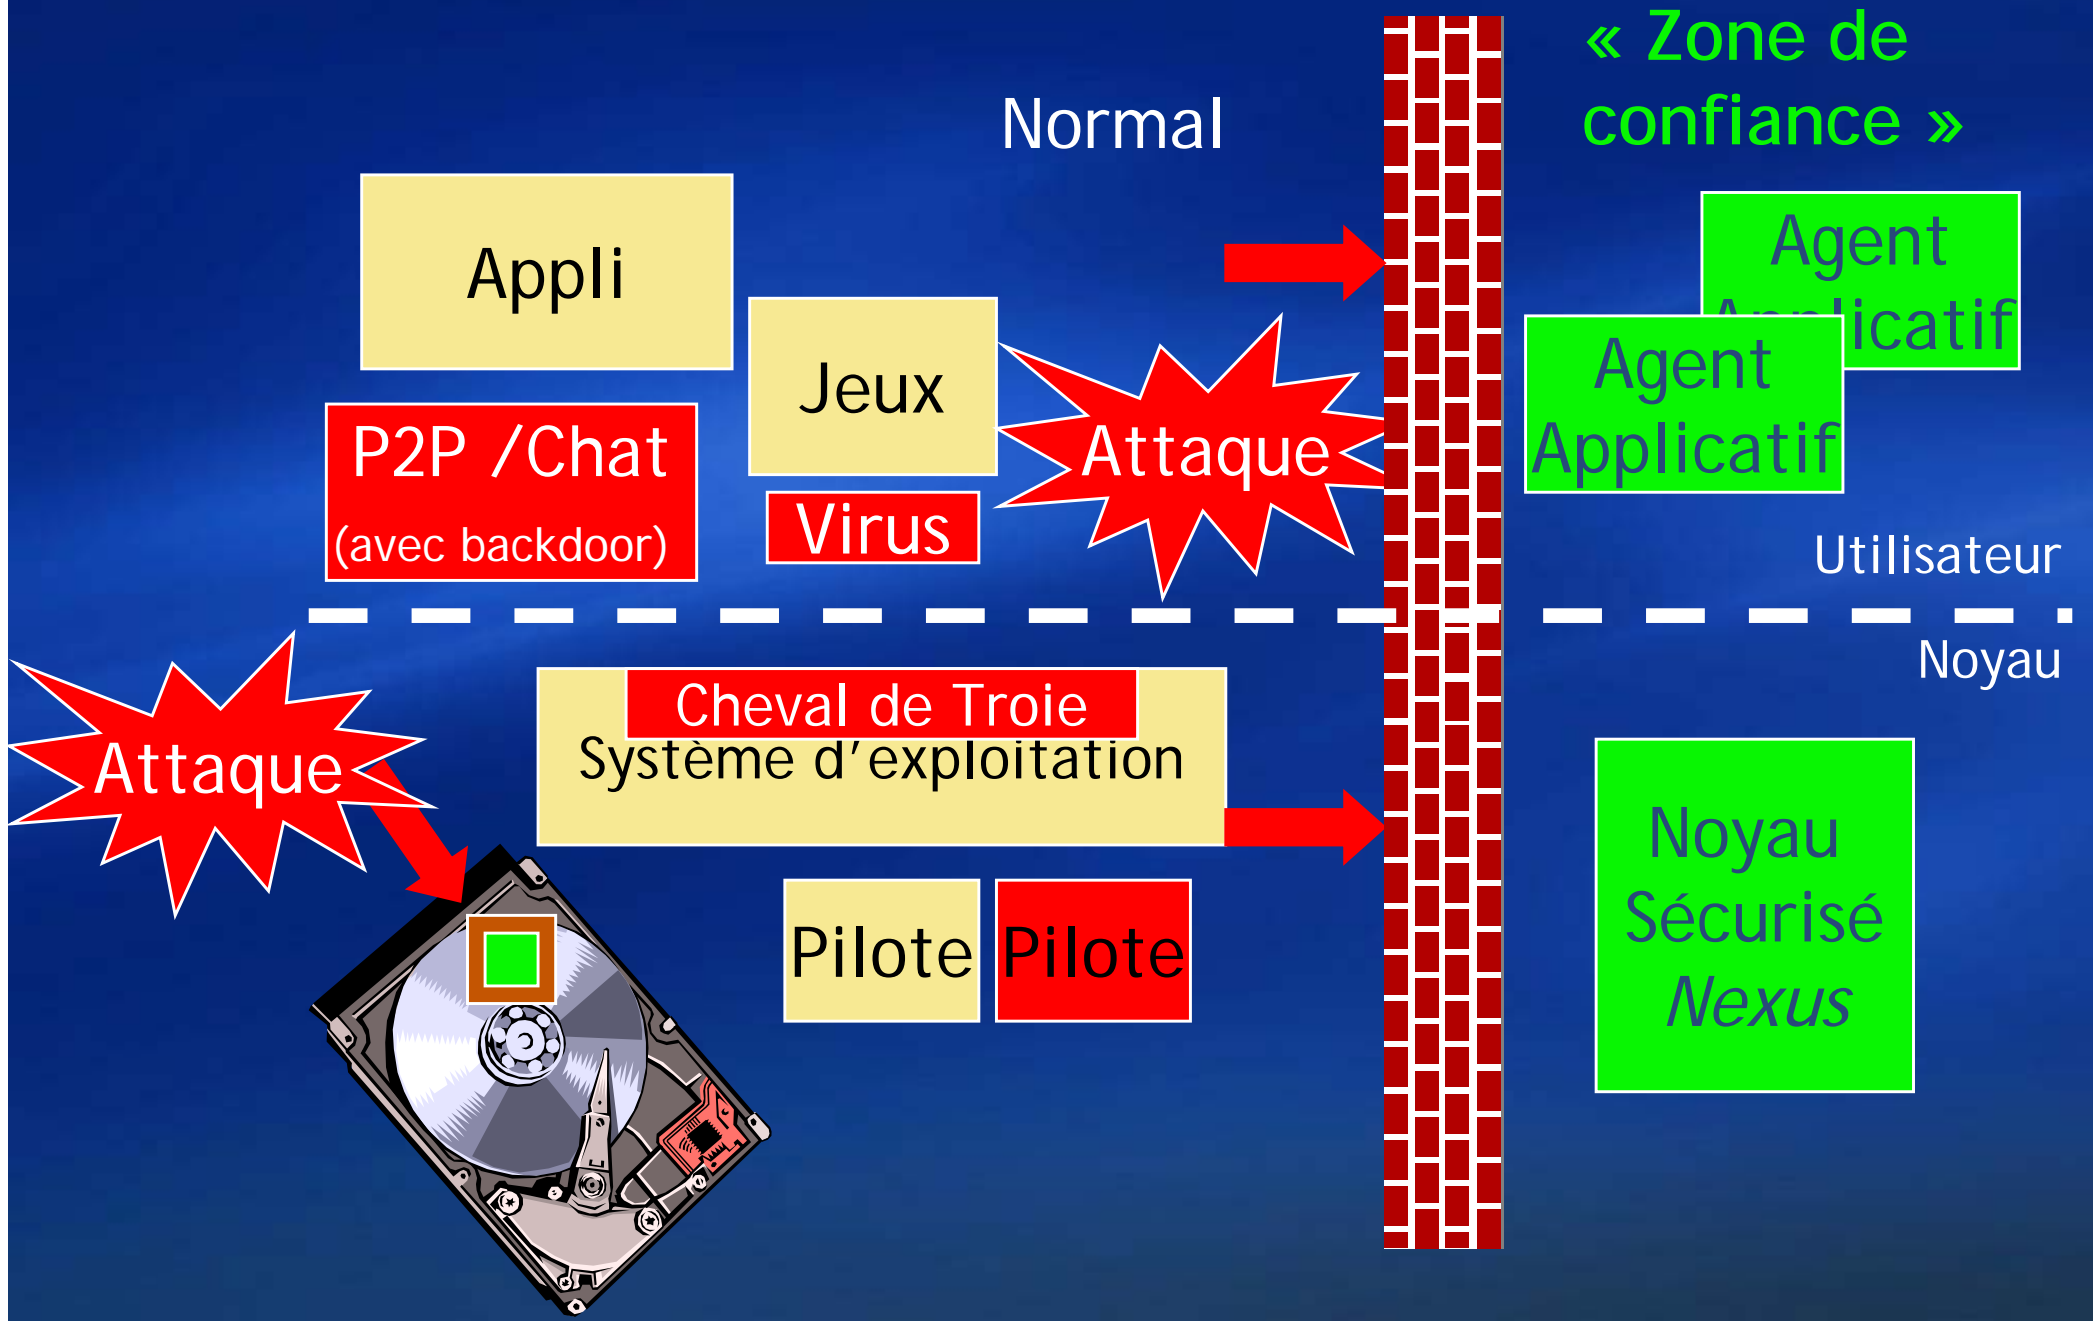 « Zone de
confiance »
Normal
Appli
Jeux
P2P /Chat
(avec backdoor)
Virus
Attaque
Agent
Applicatif
Agent
Applicatif
Utilisateur
Noyau
Attaque
Cheval de Troie
Système d'exploitation
Pilote
Pilote
Noyau
Sécurisé
Nexus